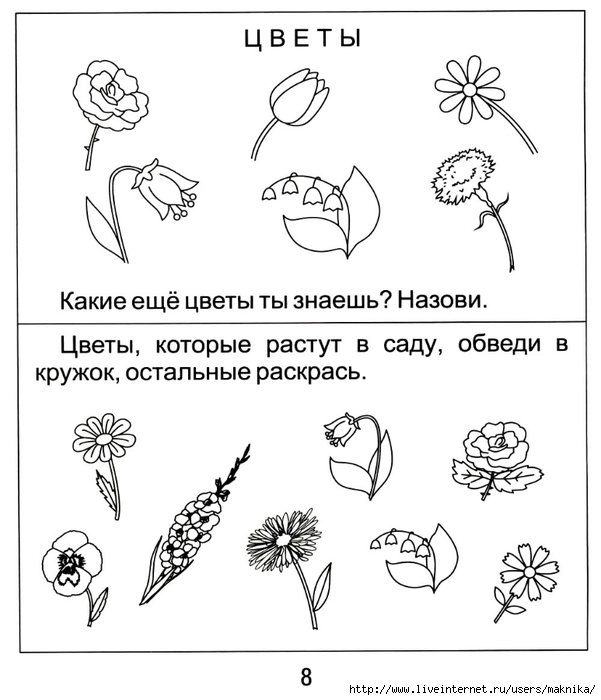 ЦВЕТЫ
Какие ещё цветы ты знаешь? Назови.
Цветы, которые растут в саду, обведи в
кружок, остальные раскрась.
8
http://www.liveinternet.ru/users/maknika/